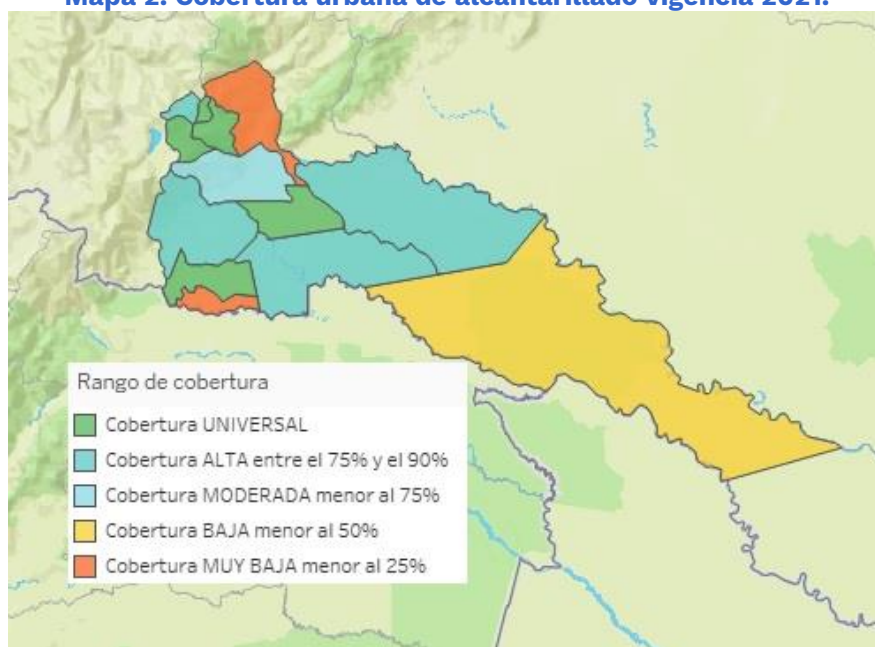 Mapa 2. Cobertura urbana de alcantarillado vigencia 2021.
Rango de cobertura
Cobertura UNIVERSAL
Cobertura ALTA entre el 75% y el 90%
Cobertura MODERADA menor al 75%
Cobertura BAJA menor al 50%
Cobertura MUY BAJA menor al 25%